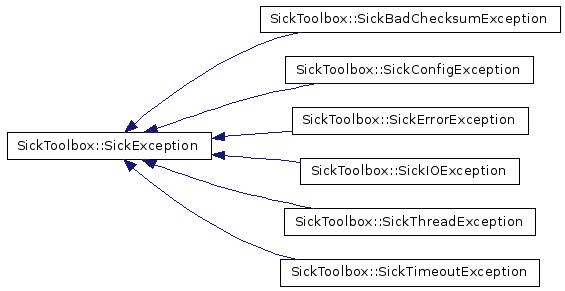 SickToolbox::SickBadChecksumException
SickToolbox::SickConfigException
SickToolbox::SickErrorException
SickToolbox::SickException
SickToolbox::SickIOException
SickToolbox::SickThreadException
SickToolbox::SickTimeoutException